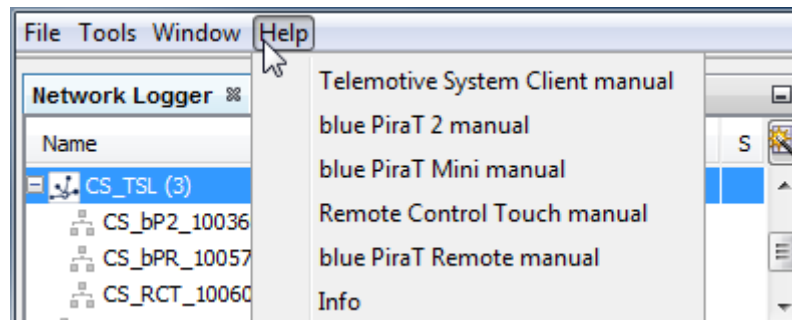 File Tools Window Help
Network Logger
Name
S
CS_TSL (3)
CS_bP2_10036
CS_bPR_10057
CS_RCT_10060
Telemotive System Client manual
blue PiraT 2 manual
blue PiraT Mini manual
Remote Control Touch manual
blue PiraT Remote manual
Info